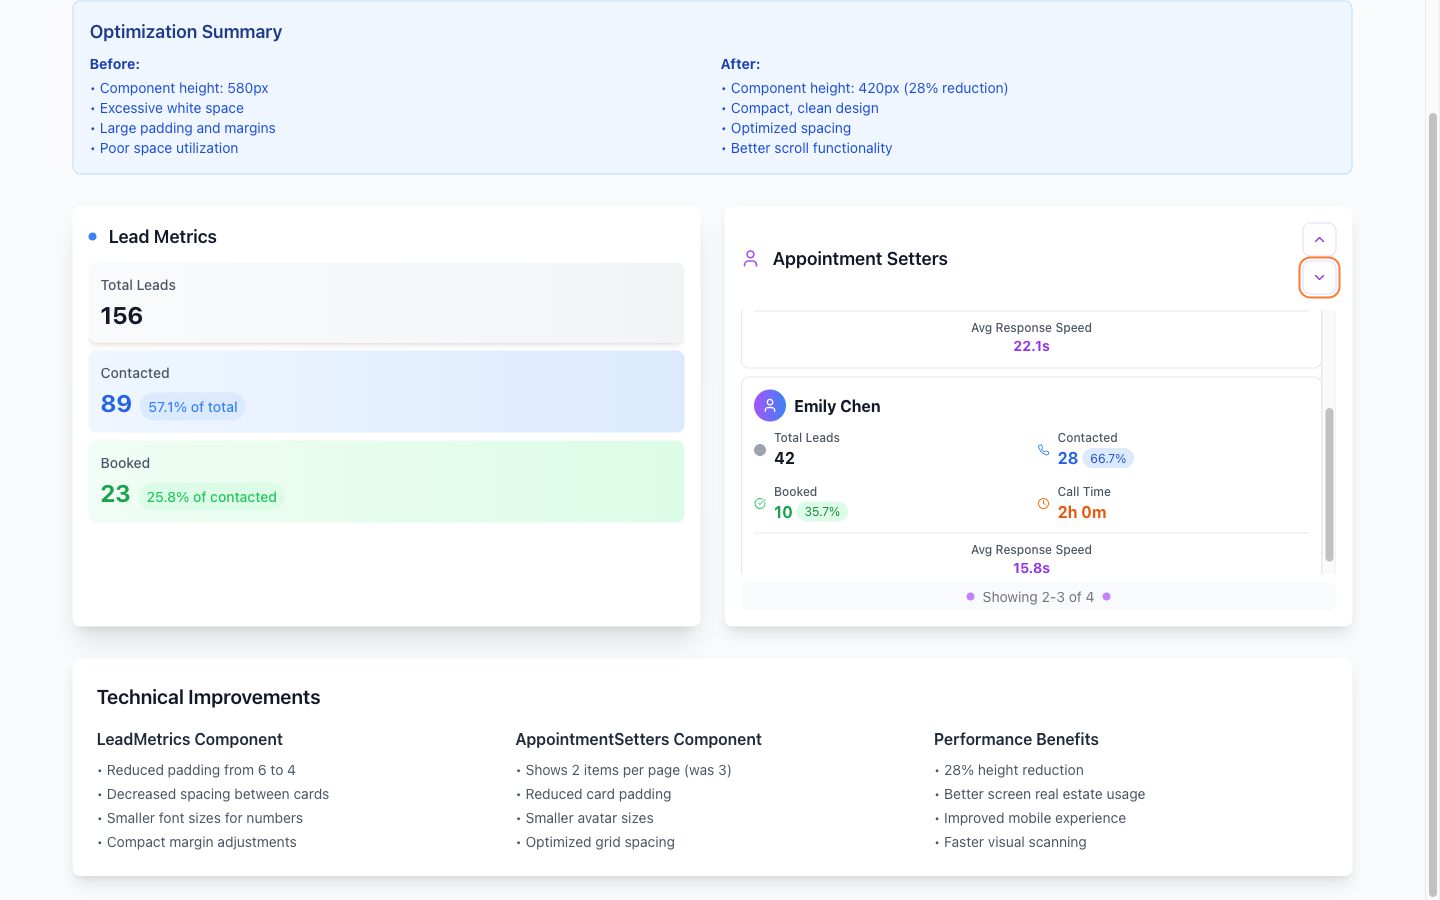 Optimization Summary
Before:
• Component height: 580px
• Excessive white space
• Large padding and margins
• Poor space utilization
After:
• Component height: 420px (28% reduction)
• Compact, clean design
• Optimized spacing
• Better scroll functionality
Lead Metrics
Total Leads
156
Contacted
89 57.1% of total
Booked
23 25.8% of contacted
Appointment Setters
Avg Response Speed
22.1s
Emily Chen
Total Leads
42
Contacted
28 66.7%
Booked
10 35.7%
Call Time
2h 0m
Avg Response Speed
15.8s
Showing 2-3 of 4
Technical Improvements
LeadMetrics Component
• Reduced padding from 6 to 4
• Decreased spacing between cards
• Smaller font sizes for numbers
• Compact margin adjustments
AppointmentSetters Component
• Shows 2 items per page (was 3)
• Reduced card padding
• Smaller avatar sizes
• Optimized grid spacing
Performance Benefits
• 28% height reduction
• Better screen real estate usage
• Improved mobile experience
• Faster visual scanning